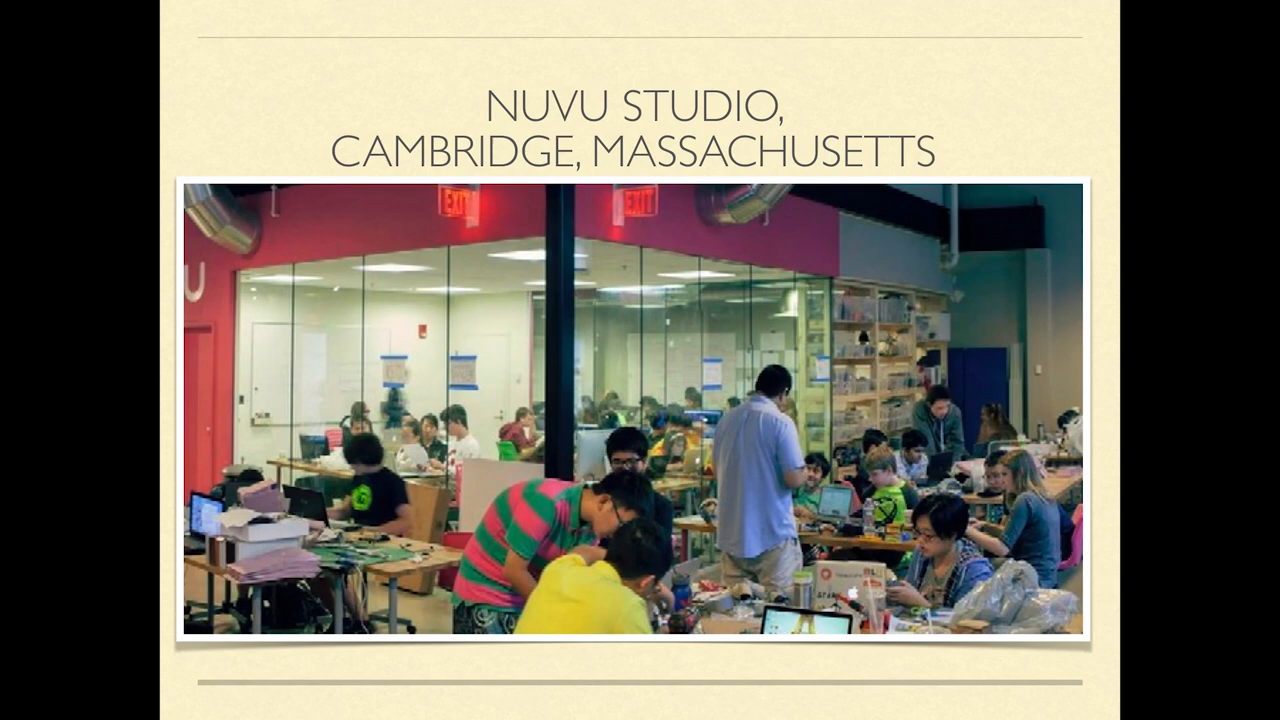 NUVU STUDIO,
CAMBRIDGE, MASSACHUSETTS
EXIT
EXIT
U